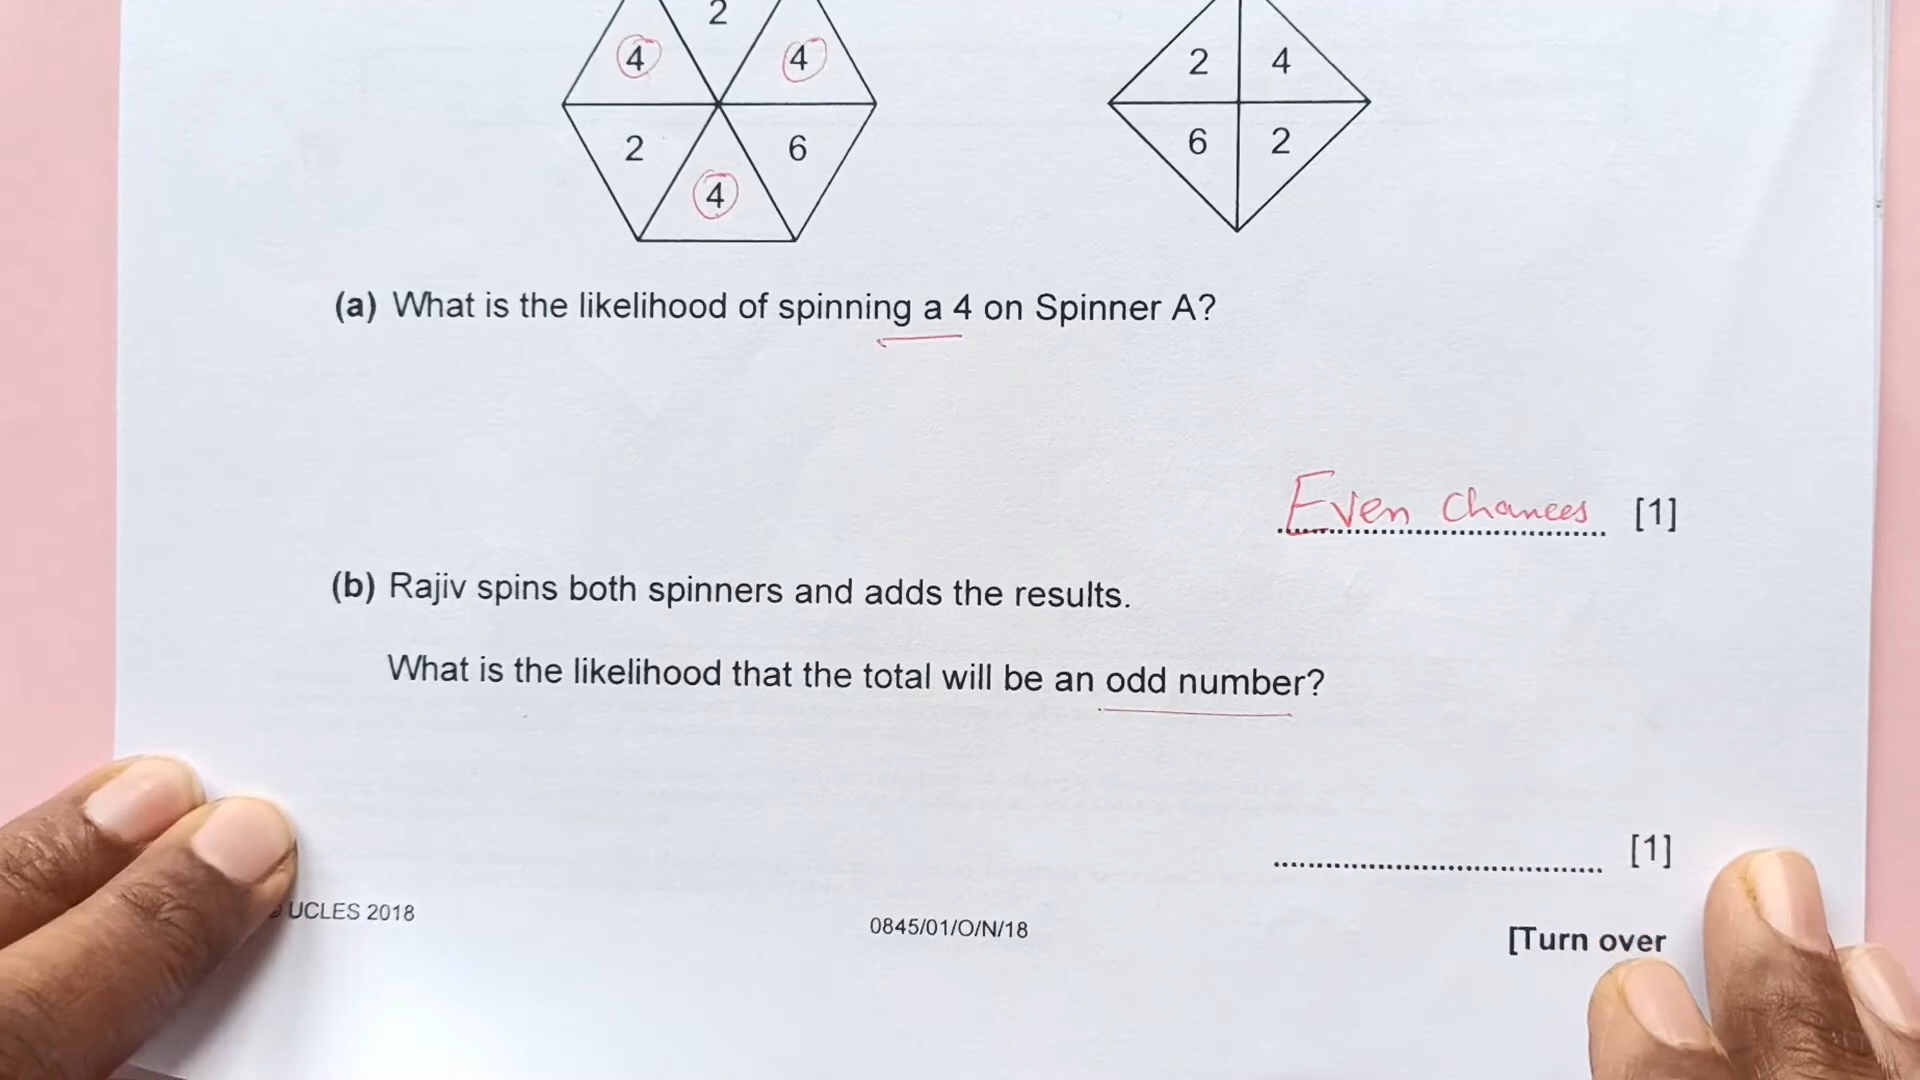 2
4 4
2 4
2 6
6 2
4
(a) What is the likelihood of spinning a 4 on Spinner A?
Even Chances [1]
(b) Rajiv spins both spinners and adds the results.
What is the likelihood that the total will be an odd number?
[1]
UCLES 2018
0845/01/O/N/18
[Turn over